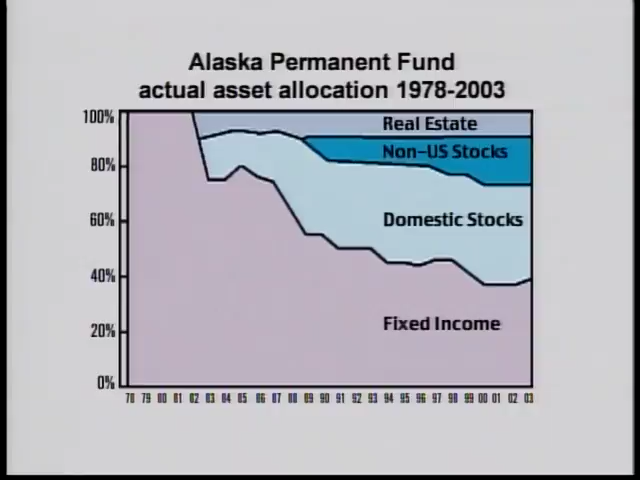 Alaska Permanent Fund
actual asset allocation 1978-2003
100%
80%
60%
40%
20%
0%
Real Estate
Non-US Stocks
Domestic Stocks
Fixed Income
78 79 80 81 82 83 84 85 86 87 88 89 90 91 92 93 94 95 96 97 98 99 00 01 02 03